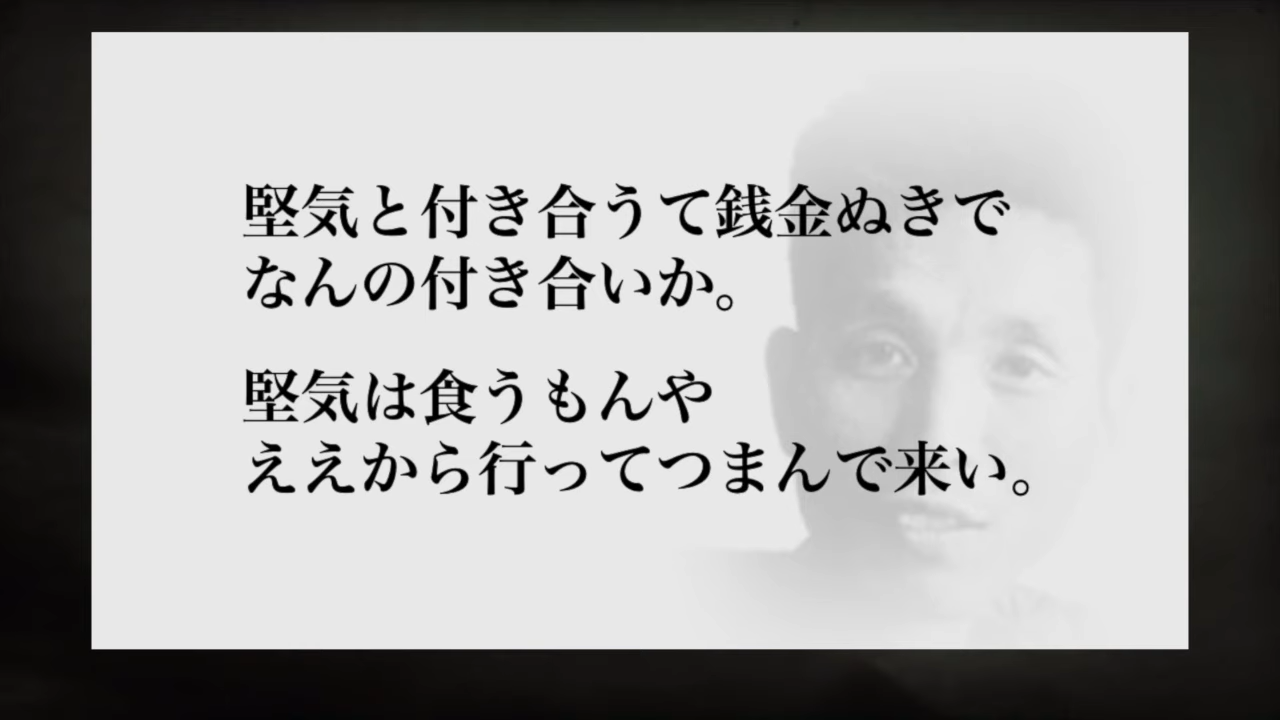 堅気と付き合うて銭金ぬきで
なんの付き合いか。
堅気は食うもんや
ええから行ってつまんで来い。